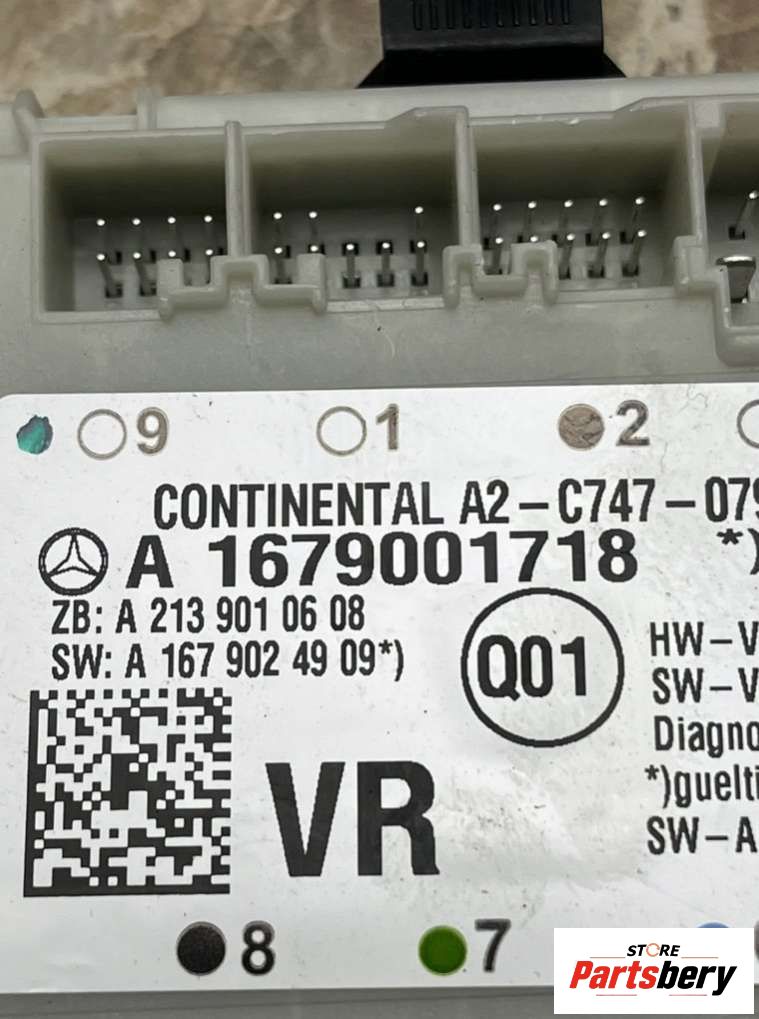 9 1 2
CONTINENTAL A2-C747-079
A 1679001718 *)
ZB: A 213 901 06 08
SW: A 167 902 49 09*)
Q01
HW-V
SW-V
Diagno
*)guelti
SW-A
VR
8 7
STORE
Partsbery